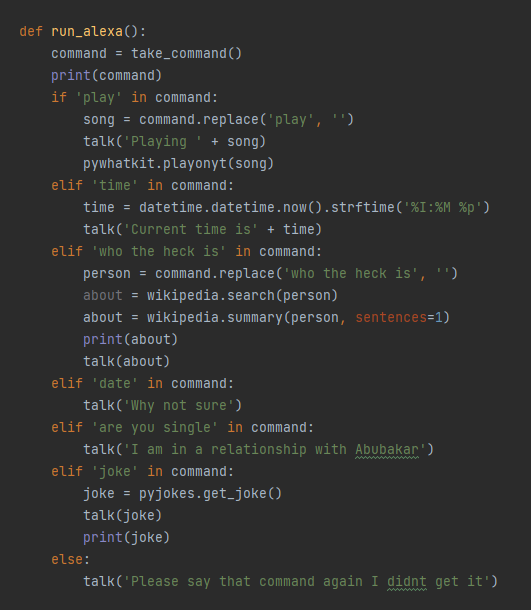 def run_alexa():
    command = take_command()
    print(command)
    if 'play' in command:
        song = command.replace('play', '')
        talk('Playing ' + song)
        pywhatkit.playonyt(song)
    elif 'time' in command:
        time = datetime.datetime.now().strftime('%I:%M %p')
        talk('Current time is' + time)
    elif 'who the heck is' in command:
        person = command.replace('who the heck is', '')
        about = wikipedia.search(person)
        about = wikipedia.summary(person, sentences=1)
        print(about)
        talk(about)
    elif 'date' in command:
        talk('Why not sure')
    elif 'are you single' in command:
        talk('I am in a relationship with Abubakar')
    elif 'joke' in command:
        joke = pyjokes.get_joke()
        talk(joke)
        print(joke)
    else:
        talk('Please say that command again I didnt get it')